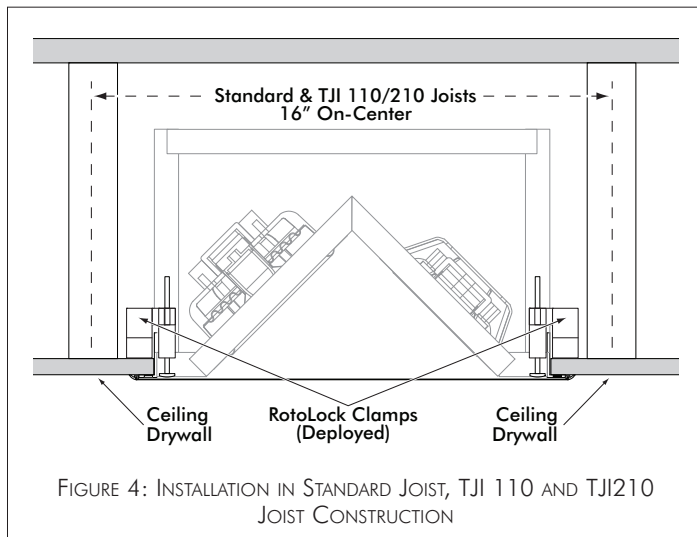 Standard & TJI 110/210 Joists
16” On-Center
Ceiling
Drywall
RotoLock Clamps
(Deployed)
Ceiling
Drywall
FIGURE 4: INSTALLATION IN STANDARD JOIST, TJI 110 AND TJI210
JOIST CONSTRUCTION